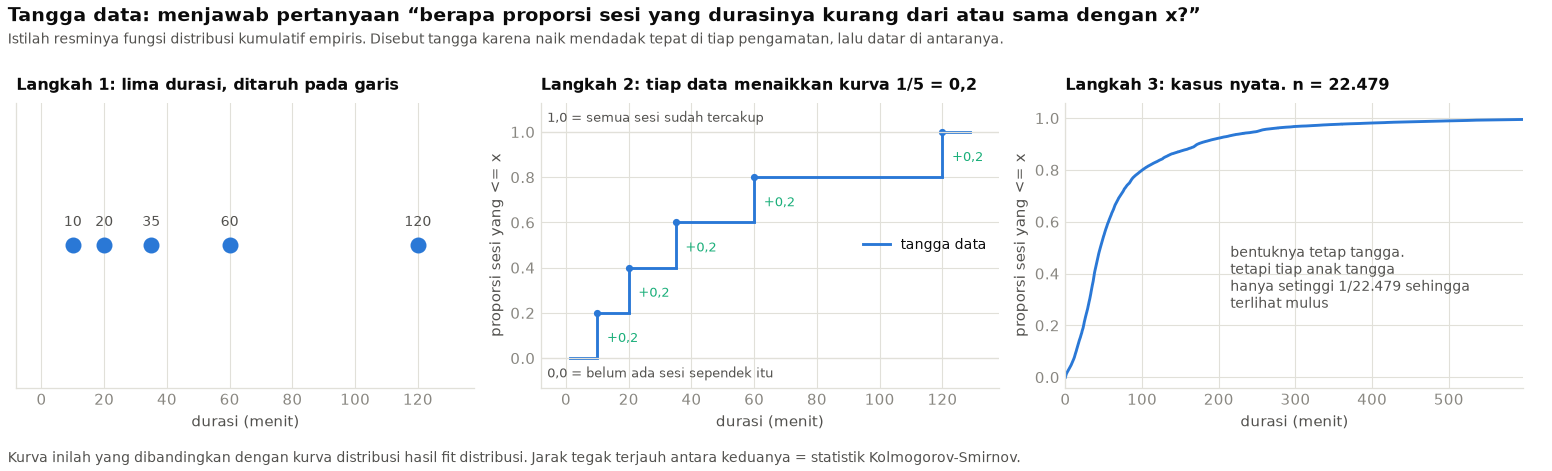 Tangga data: menjawab pertanyaan “berapa proporsi sesi yang durasinya kurang dari atau sama dengan x?”
Istilah resminya fungsi distribusi kumulatif empiris. Disebut tangga karena naik mendadak tepat di tiap pengamatan, lalu datar di antaranya.
Langkah 1: lima durasi, ditaruh pada garis
10 20 35 60 120
0 20 40 60 80 100 120
durasi (menit)
Langkah 2: tiap data menaikkan kurva 1/5 = 0,2
1,0 = semua sesi sudah tercakup
proporsi sesi yang <= x
1.0
0.8
0.6
0.4
0.2
0.0
+0,2
+0,2
+0,2
+0,2
+0,2
tangga data
0,0 = belum ada sesi sependek itu
0 20 40 60 80 100 120
durasi (menit)
Langkah 3: kasus nyata. n = 22.479
proporsi sesi yang <= x
1.0
0.8
0.6
0.4
0.2
0.0
bentuknya tetap tangga.
tetapi tiap anak tangga
hanya setinggi 1/22.479 sehingga
terlihat mulus
0 100 200 300 400 500
durasi (menit)
Kurva inilah yang dibandingkan dengan kurva distribusi hasil fit distribusi. Jarak tegak terjauh antara keduanya = statistik Kolmogorov-Smirnov.